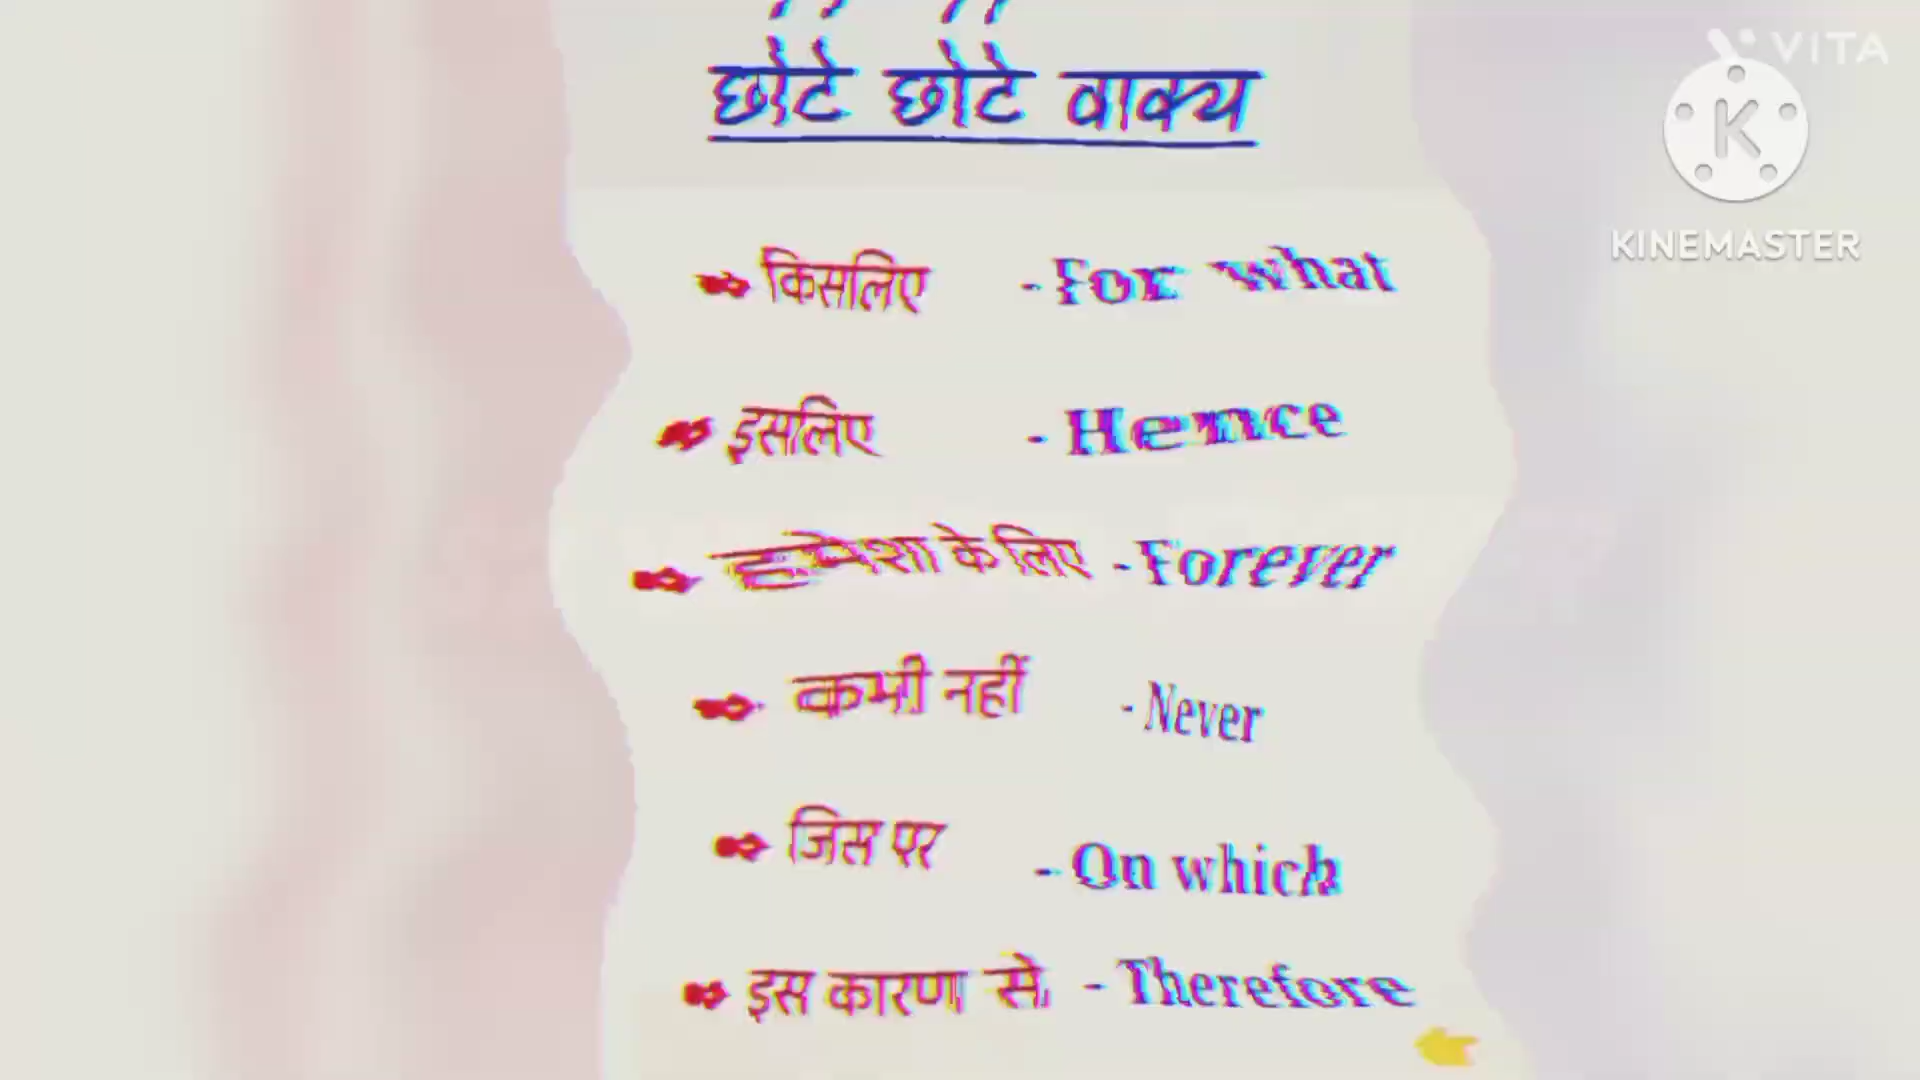 छोटे छोटे वाक्य
VITA
K
KINEMASTER
किसलिए - For what
इसलिए - Hence
हमेशा के लिए - Forever
कभी नहीं - Never
जिस पर - On which
इस कारण से - Therefore